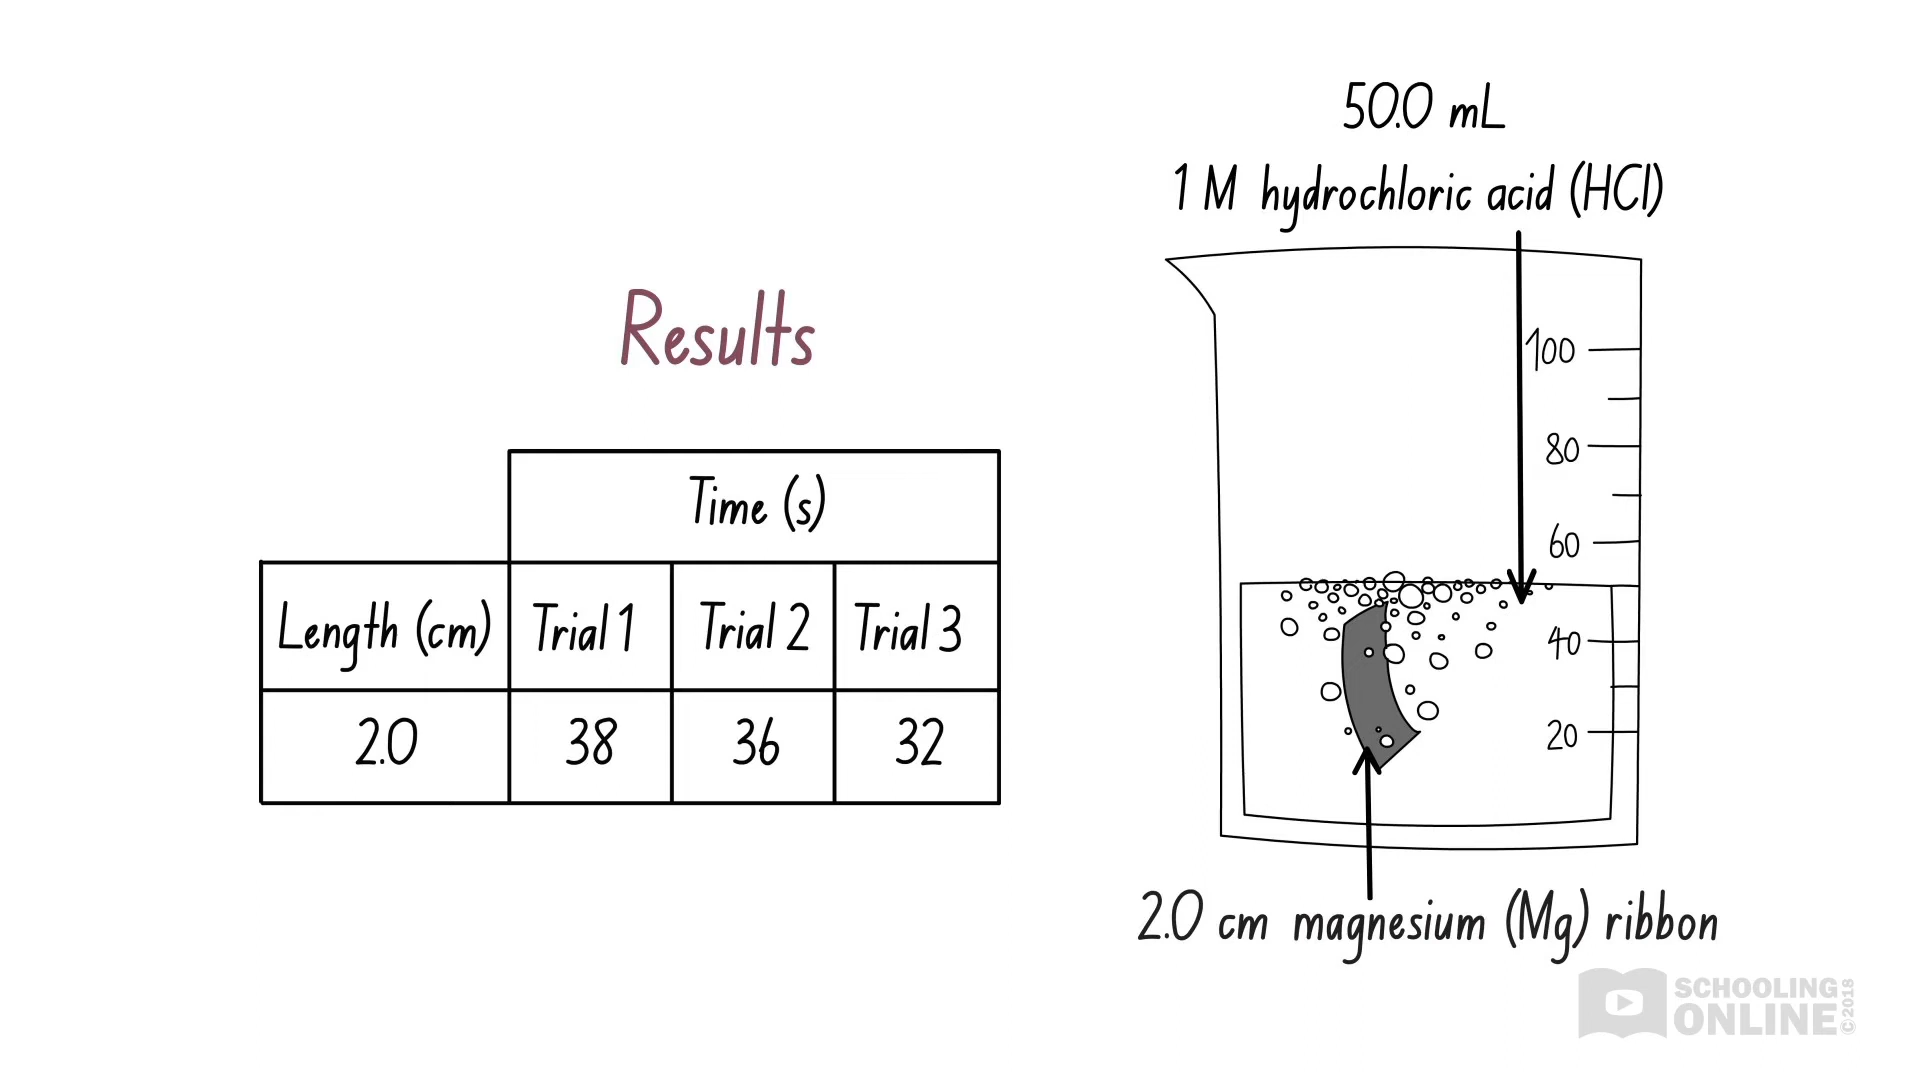 Results
Time (s)
Length (cm) Trial 1 Trial 2 Trial 3
2.0 38 36 32
50.0 mL
1 M hydrochloric acid (HCl)
100
80
60
40
20
2.0 cm magnesium (Mg) ribbon
SCHOOLING
ONLINE
©2018